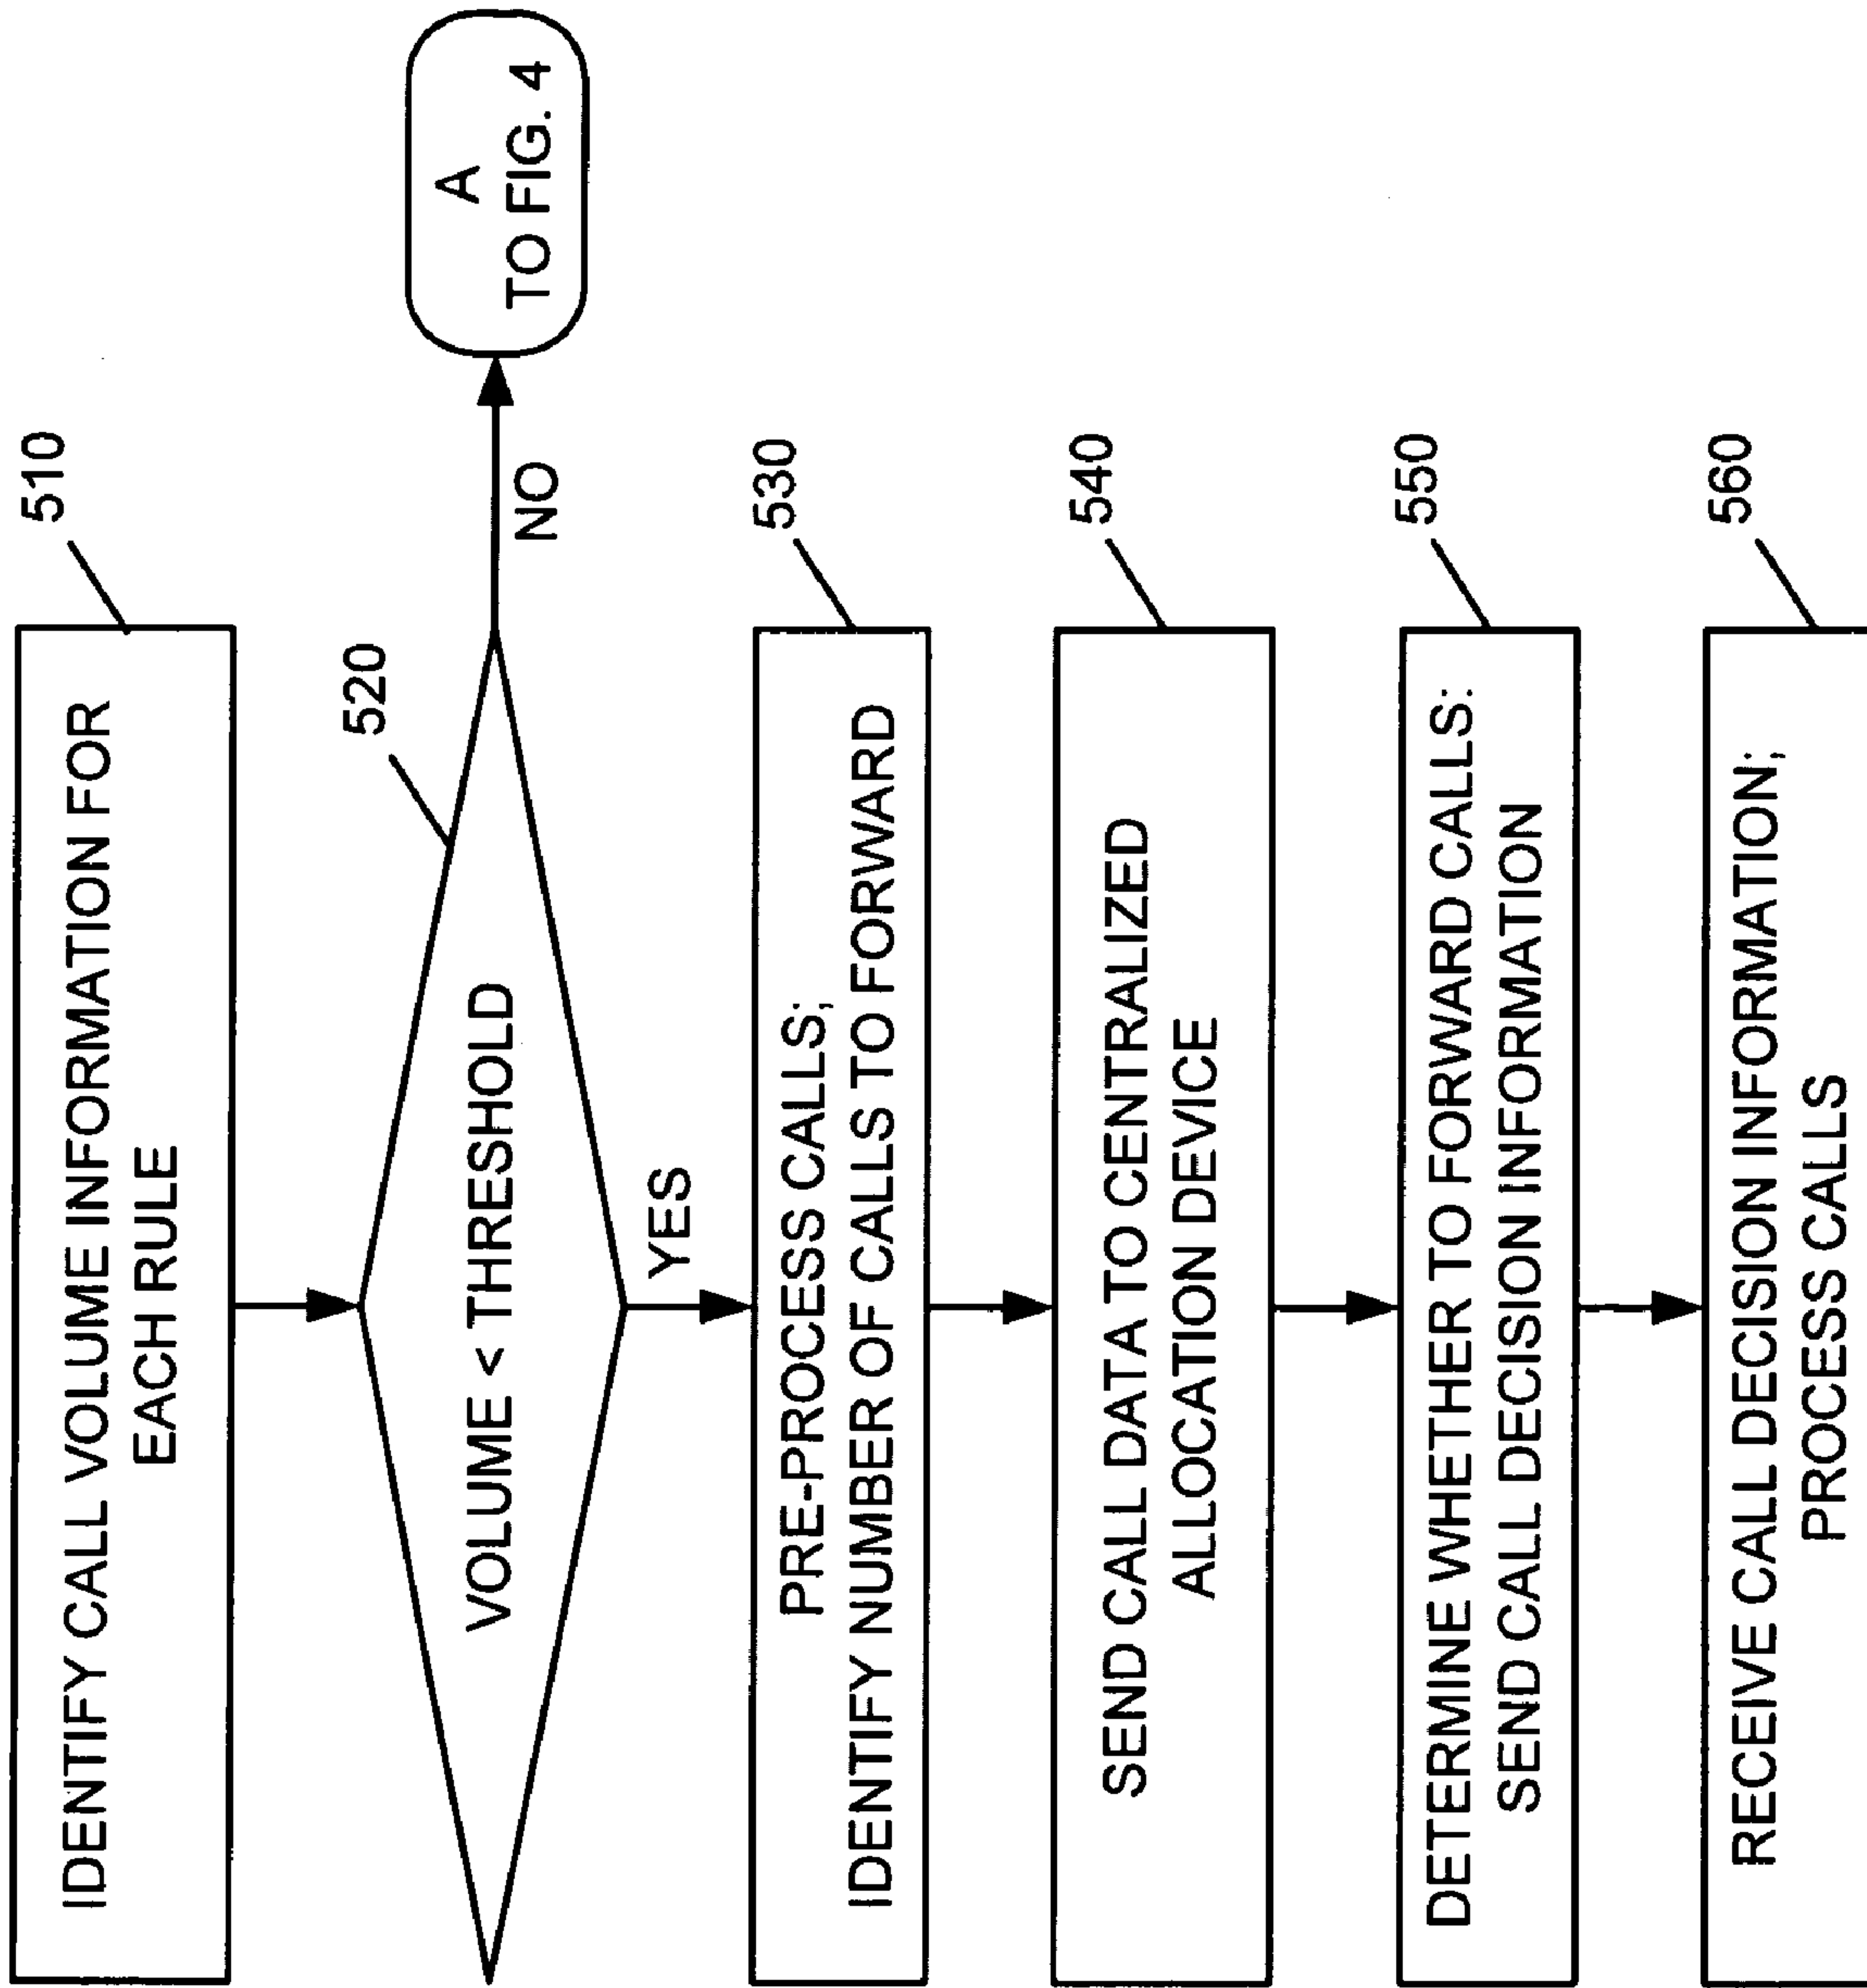 510
IDENTIFY CALL VOLUME INFORMATION FOR
EACH RULE
520
VOLUME < THRESHOLD
NO
A
TO FIG. 4
YES
530
PRE-PROCESS CALLS;
IDENTIFY NUMBER OF CALLS TO FORWARD
540
SEND CALL DATA TO CENTRALIZED
ALLOCATION DEVICE
550
DETERMINE WHETHER TO FORWARD CALLS:
SEND CALL DECISION INFORMATION
560
RECEIVE CALL DECISION INFORMATION;
PROCESS CALLS